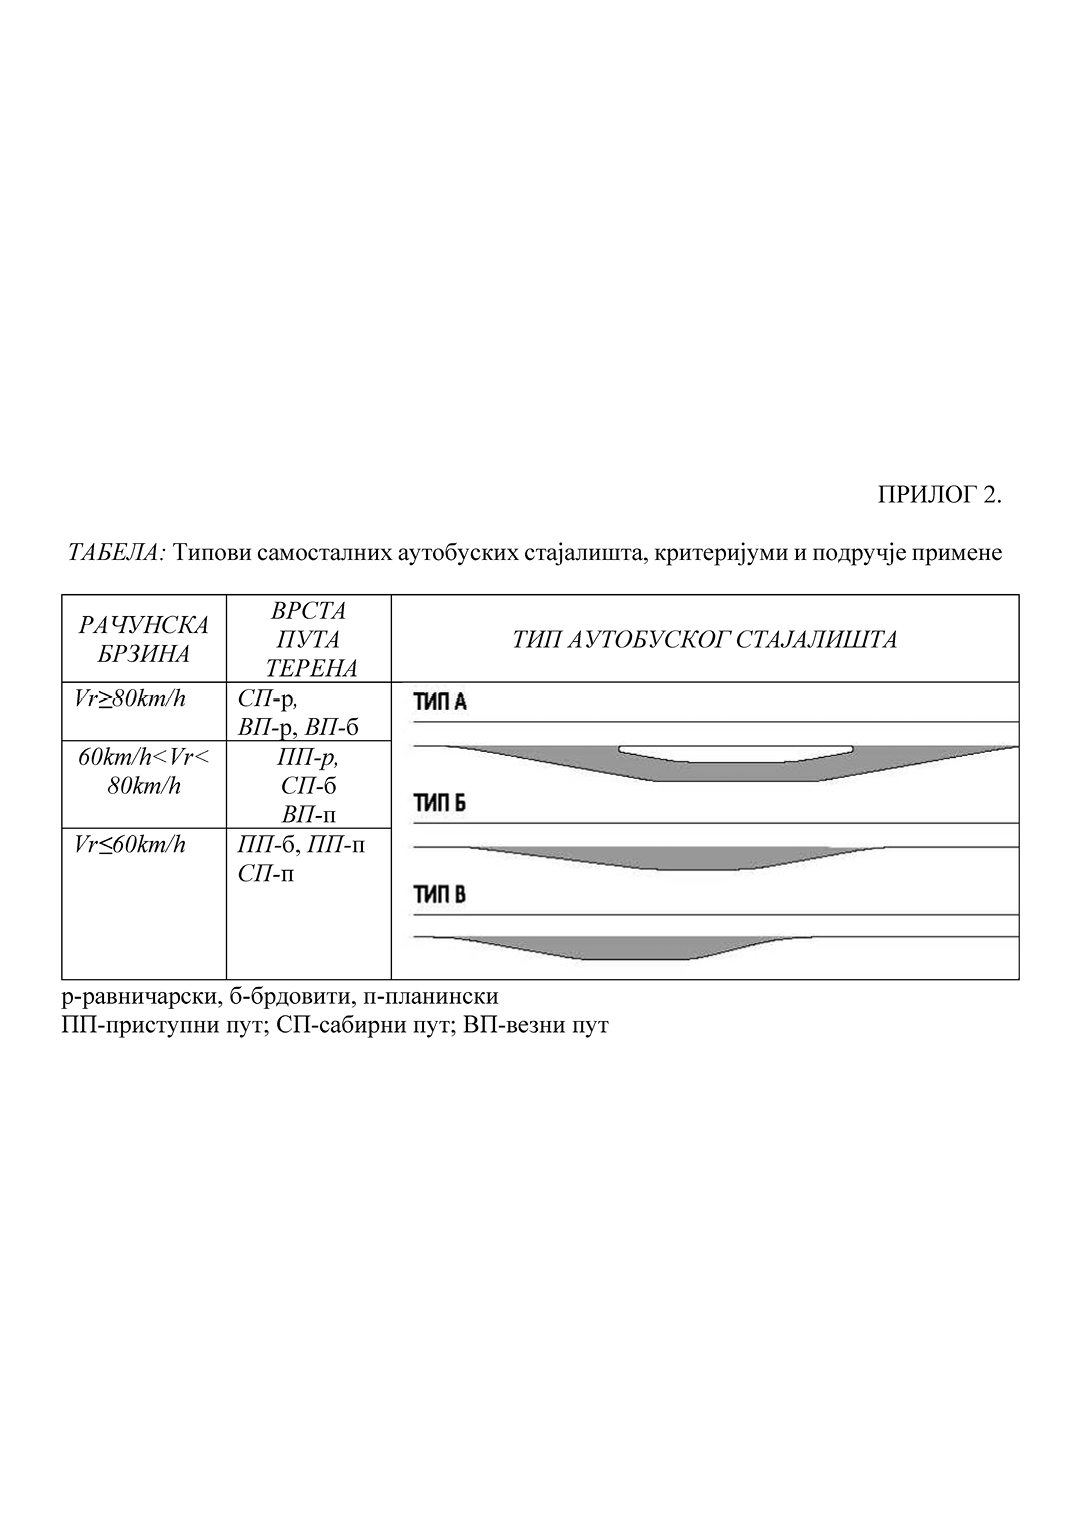 ПРИЛОГ 2.
ТАБЕЛА: Типови самосталних аутобуских стајалишта, критеријуми и подручје примене
РАЧУНСКА
БРЗИНА
ВРСТА
ПУТА
ТЕРЕНА
ТИП АУТОБУСКОГ СТАЈАЛИШТА
Vr≥80km/h
СП-р,
ВП-р, ВП-б
60km/h<Vr<
80km/h
ПП-р,
СП-б
ВП-п
Vr≤60km/h
ПП-б, ПП-п
СП-п
ТИП А
ТИП Б
ТИП В
р-равничарски, б-брдовити, п-планински
ПП-приступни пут; СП-сабирни пут; ВП-везни пут